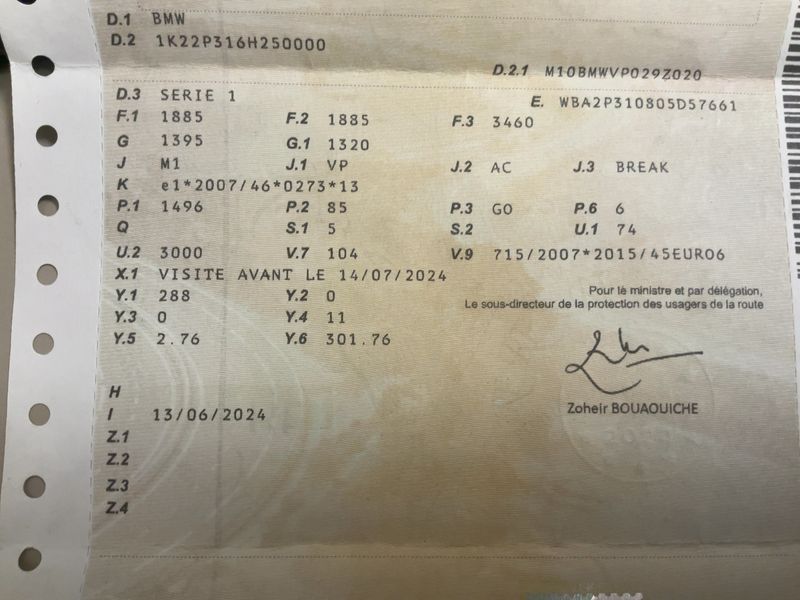 D.1 BMW
D.2 1K22P316H250000
D.2.1 M10BMWVP029Z020
D.3 SERIE 1
E. WBA2P310805D57661
F.1 1885 F.2 1885 F.3 3460
G 1395 G.1 1320
J M1 J.1 VP J.2 AC J.3 BREAK
K e1*2007/46*0273*13
P.1 1496 P.2 85 P.3 GO P.6 6
Q S.1 5 S.2 U.1 74
U.2 3000 V.7 104 V.9 715/2007*2015/45EURO6
X.1 VISITE AVANT LE 14/07/2024
Y.1 288 Y.2 0
Pour le ministre et par délégation,
Le sous-directeur de la protection des usagers de la route
Y.3 0 Y.4 11
Y.5 2.76 Y.6 301.76
H
I 13/06/2024
Zoheir BOUAOUICHE
Z.1
Z.2
Z.3
Z.4